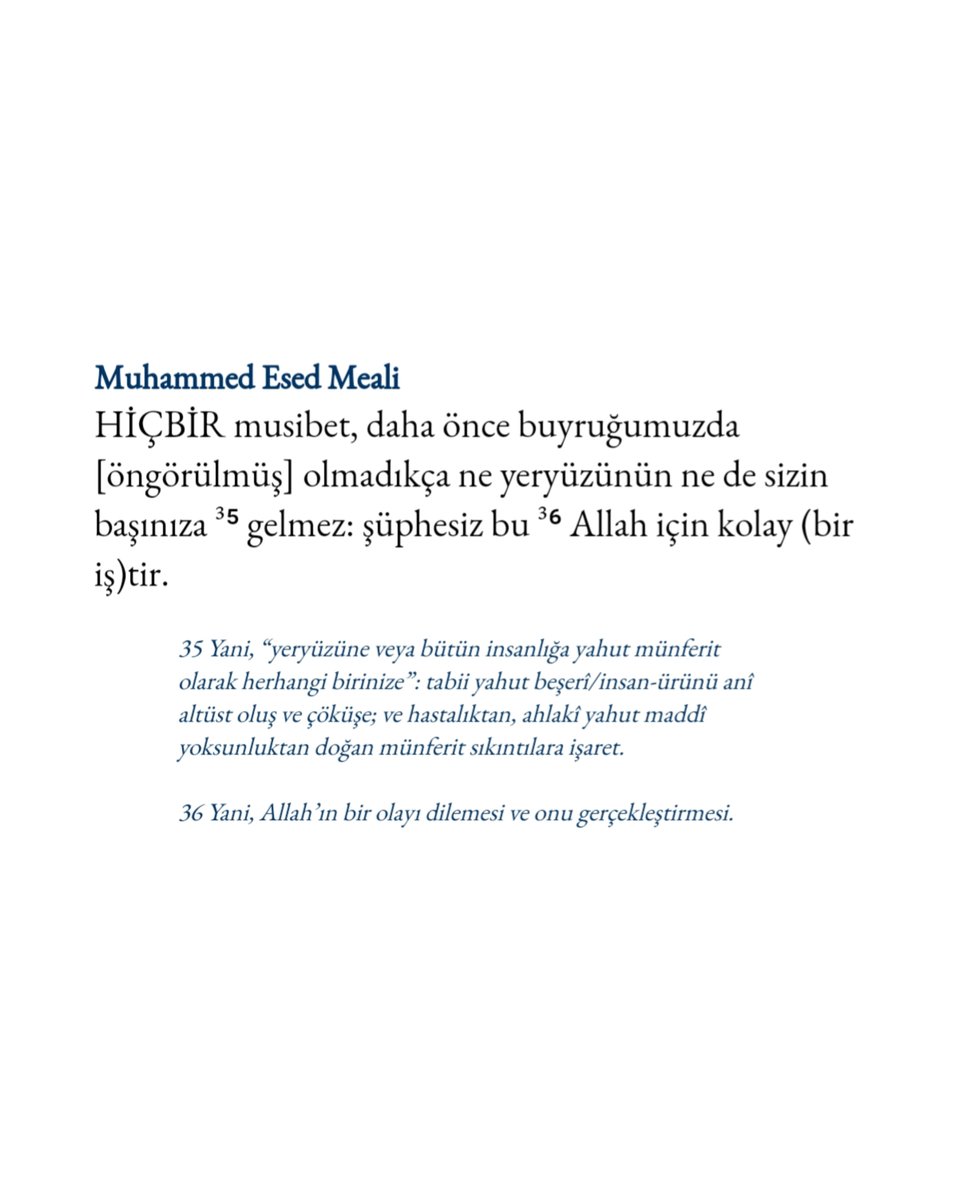 Muhammed Esed Meali
HİÇBİR musibet, daha önce buyruğumuzda
[öngörülmüş] olmadıkça ne yeryüzünün ne de sizin
başınıza ³⁵ gelmez: şüphesiz bu ³⁶ Allah için kolay (bir
iş)tir.
35 Yani, “yeryüzüne veya bütün insanlığa yahut münferit
olarak herhangi birinize”: tabii yahut beşerî/insan-ürünü anî
altüst oluş ve çöküşe; ve hastalıktan, ahlakî yahut maddî
yoksunluktan doğan münferit sıkıntılara işaret.
36 Yani, Allah’ın bir olayı dilemesi ve onu gerçekleştirmesi.